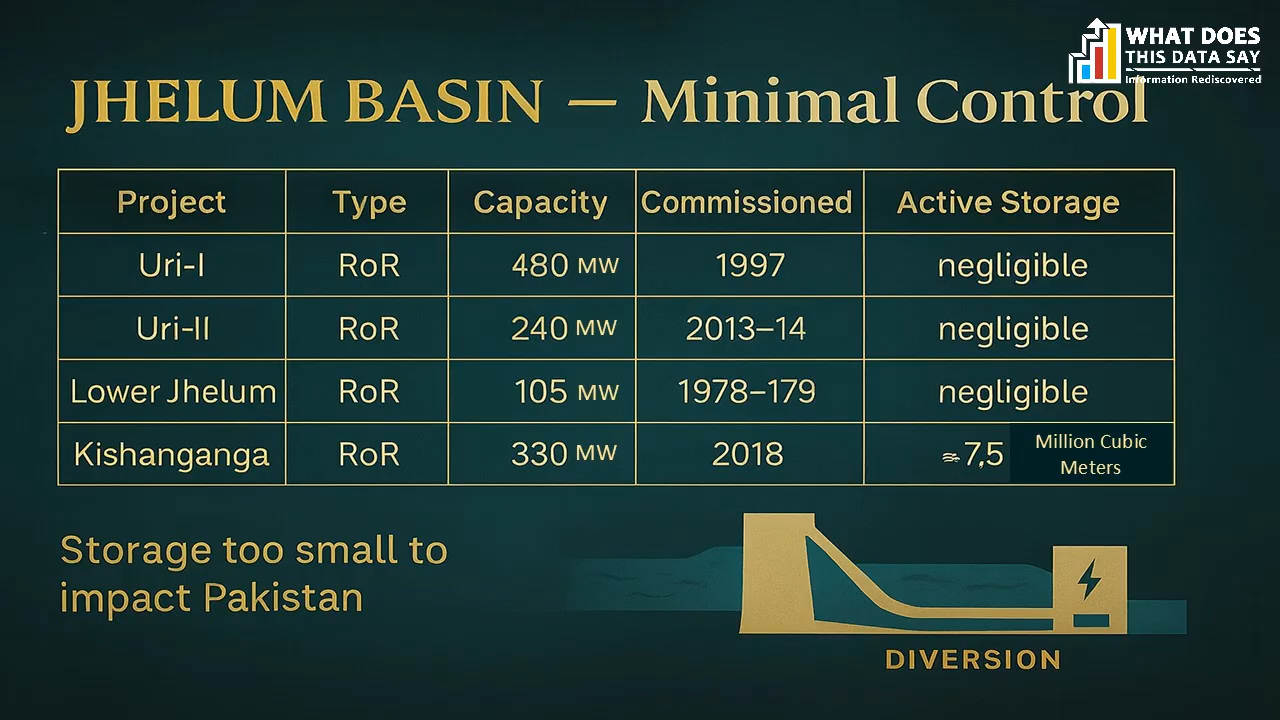 WHAT DOES
THIS DATA SAY
Information Rediscovered
JHELUM BASIN — Minimal Control
Project Type Capacity Commissioned Active Storage
Uri-I RoR 480 MW 1997 negligible
Uri-II RoR 240 MW 2013–14 negligible
Lower Jhelum RoR 105 MW 1978–179 negligible
Kishanganga RoR 330 MW 2018 ≈7,5 Million Cubic
Meters
Storage too small to
impact Pakistan
DIVERSION